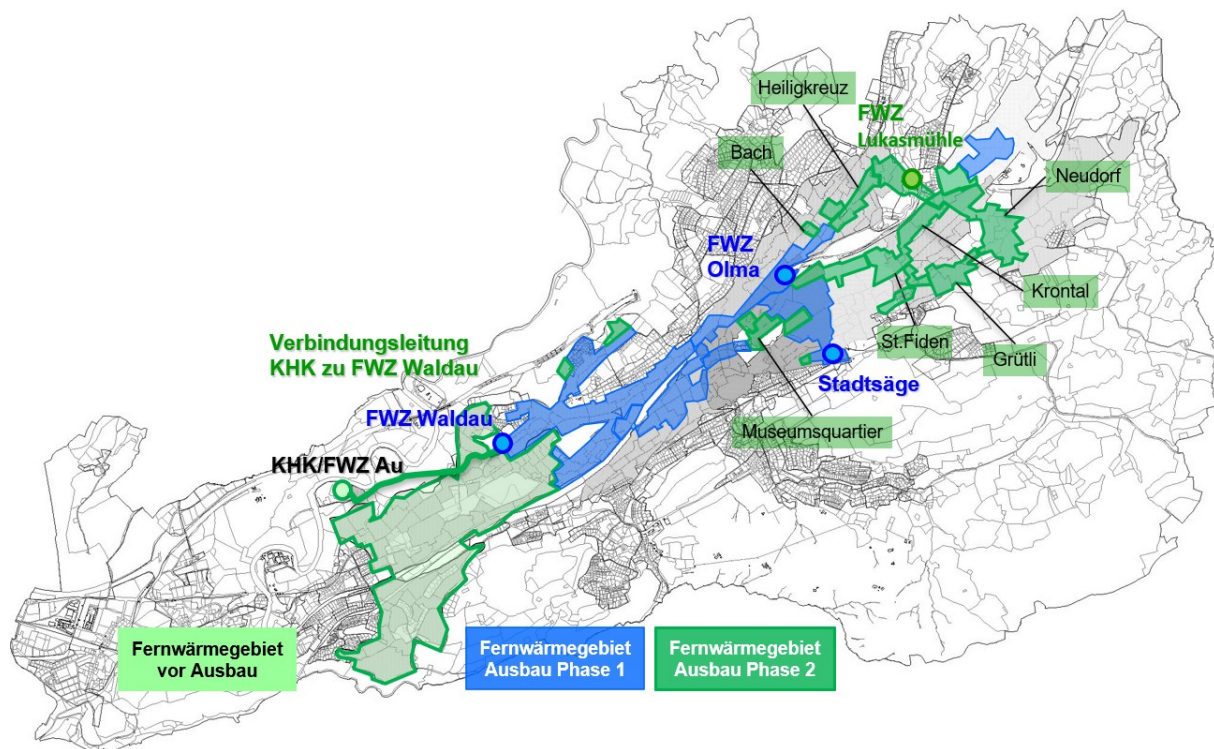 Heiligkreuz
FWZ
Lukasmühle
Bach
Neudorf
FWZ
Olma
Krontal
Verbindungsleitung
KHK zu FWZ Waldau
St.Fiden
Grütli
Stadtsäge
FWZ Waldau
Museumsquartier
KHK/FWZ Au
Fernwärmegebiet
vor Ausbau
Fernwärmegebiet
Ausbau Phase 1
Fernwärmegebiet
Ausbau Phase 2